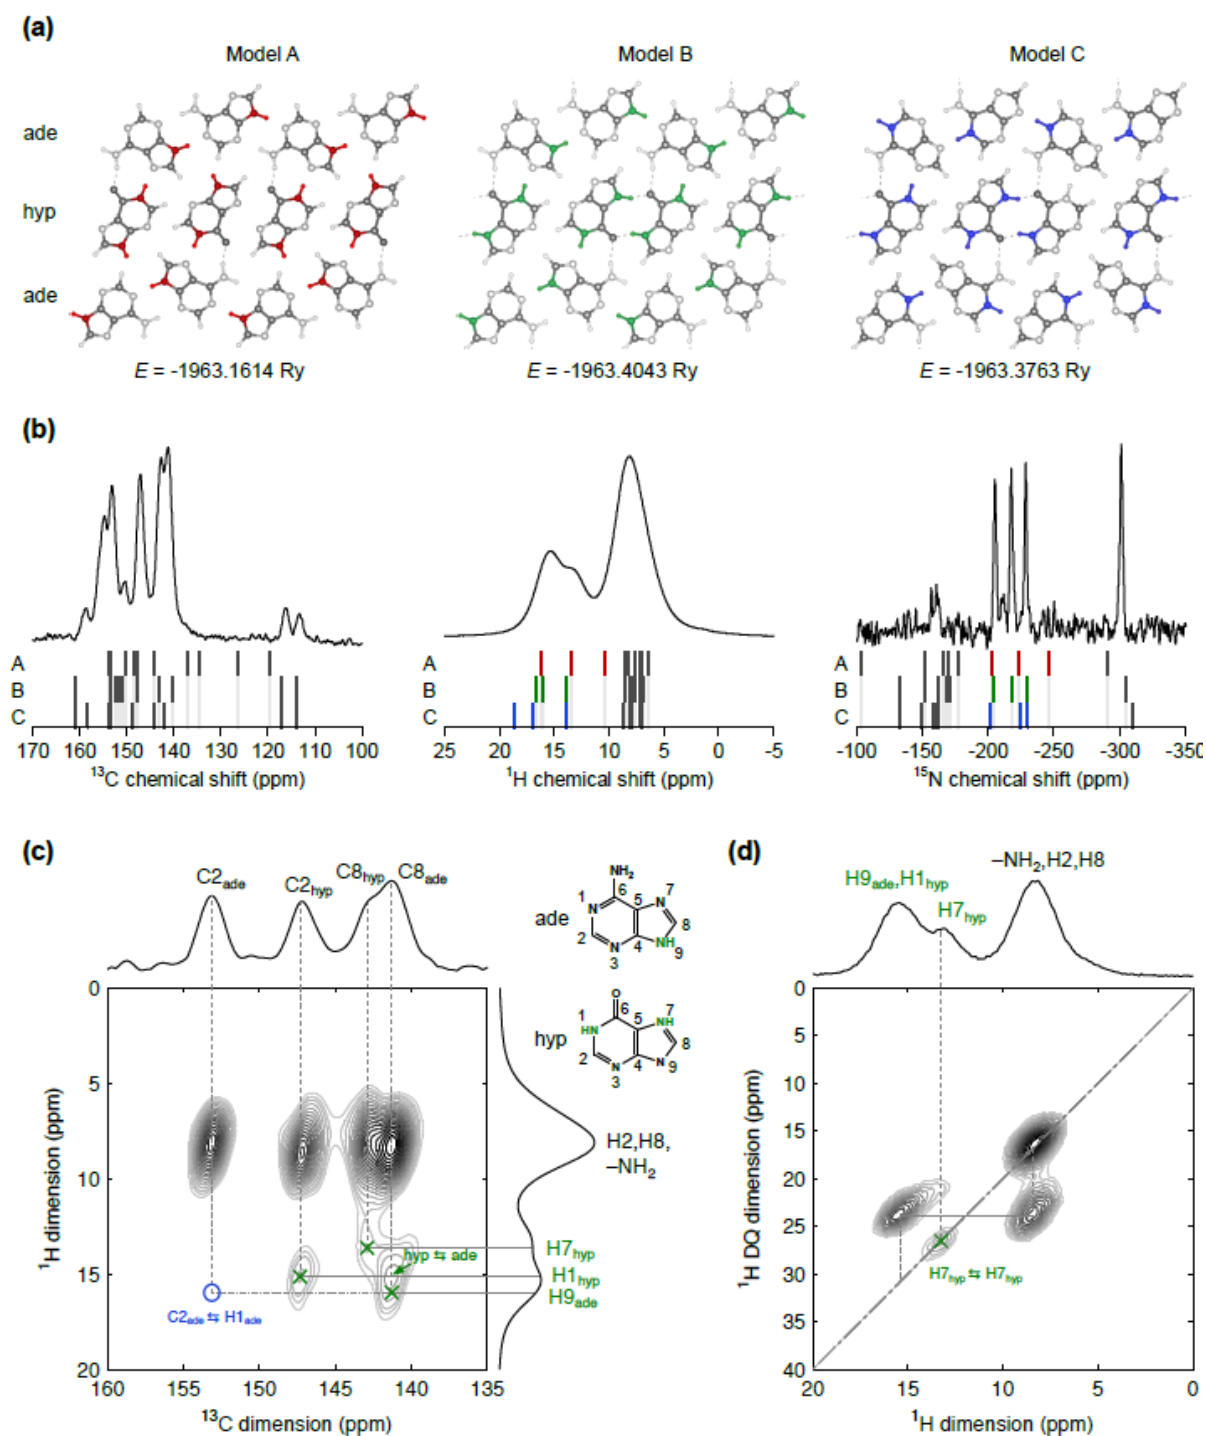 (a)
Model A Model B Model C
ade
hyp
ade
E = -1963.1614 Ry E = -1963.4043 Ry E = -1963.3763 Ry
(b)
A A A
B B B
C C C
170 160 150 140 130 120 110 100 25 20 15 10 5 0 -5 -100 -150 -200 -250 -300 -350
13C chemical shift (ppm) 1H chemical shift (ppm) 15N chemical shift (ppm)
(c)
C2ade C2hyp C8hyp C8ade
ade
NH2
6
1 N 5 N 7
8
2 N 4 NH
3 9
hyp
O
6
1 HN 5 NH 7
8
2 N 4 N 9
3
0
5
10
15
20
1H dimension (ppm)
H2,H8,
–NH2
H7hyp
hyp ⇆ ade
H1hyp
H9ade
C2ade ⇆ H1ade
160 155 150 145 140 135
13C dimension (ppm)
(d)
–NH2,H2,H8
H9ade,H1hyp
H7hyp
0
5
10
15
20
25
30
35
40
1H DQ dimension (ppm)
H7hyp ⇆ H7hyp
20 15 10 5 0
1H dimension (ppm)